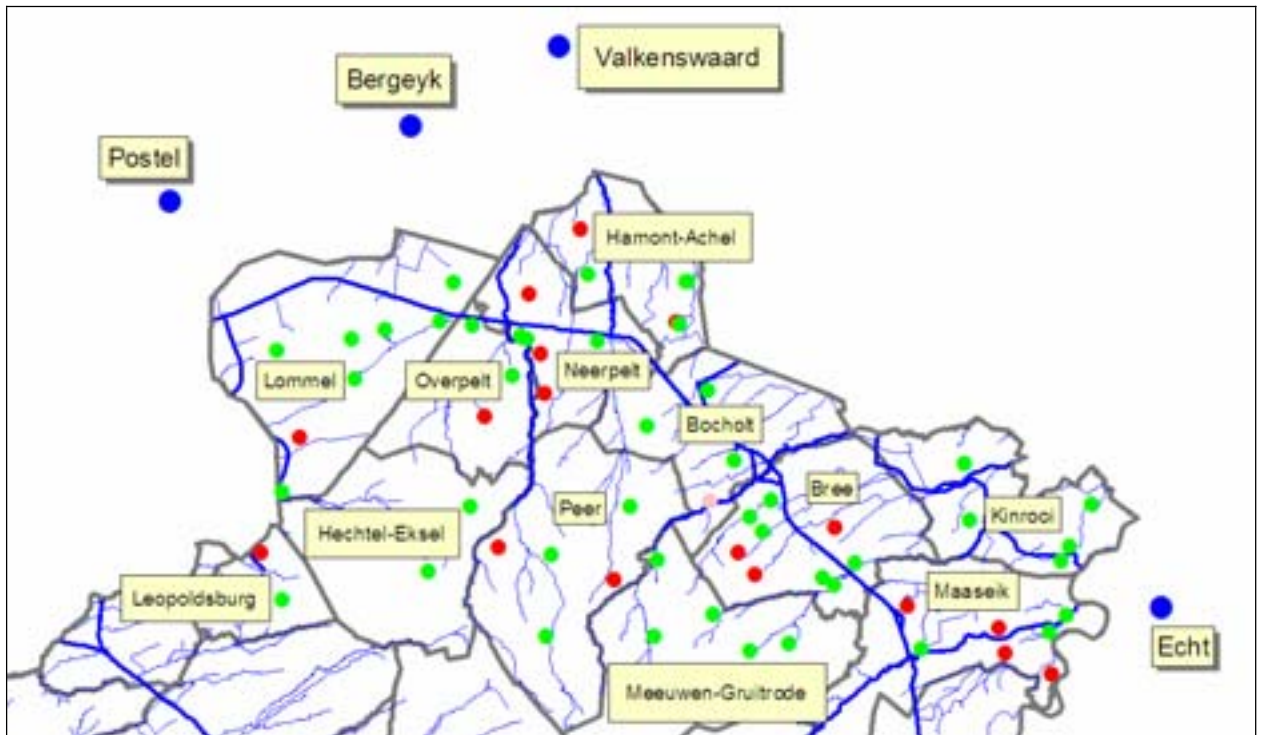 Valkenswaard
Bergeyk
Postel
Hamont-Achel
Lommel
Overpelt
Neerpelt
Bocholt
Bree
Peer
Kinrooi
Hechtel-Eksel
Leopoldsburg
Maaseik
Echt
Meeuwen-Gruitrode